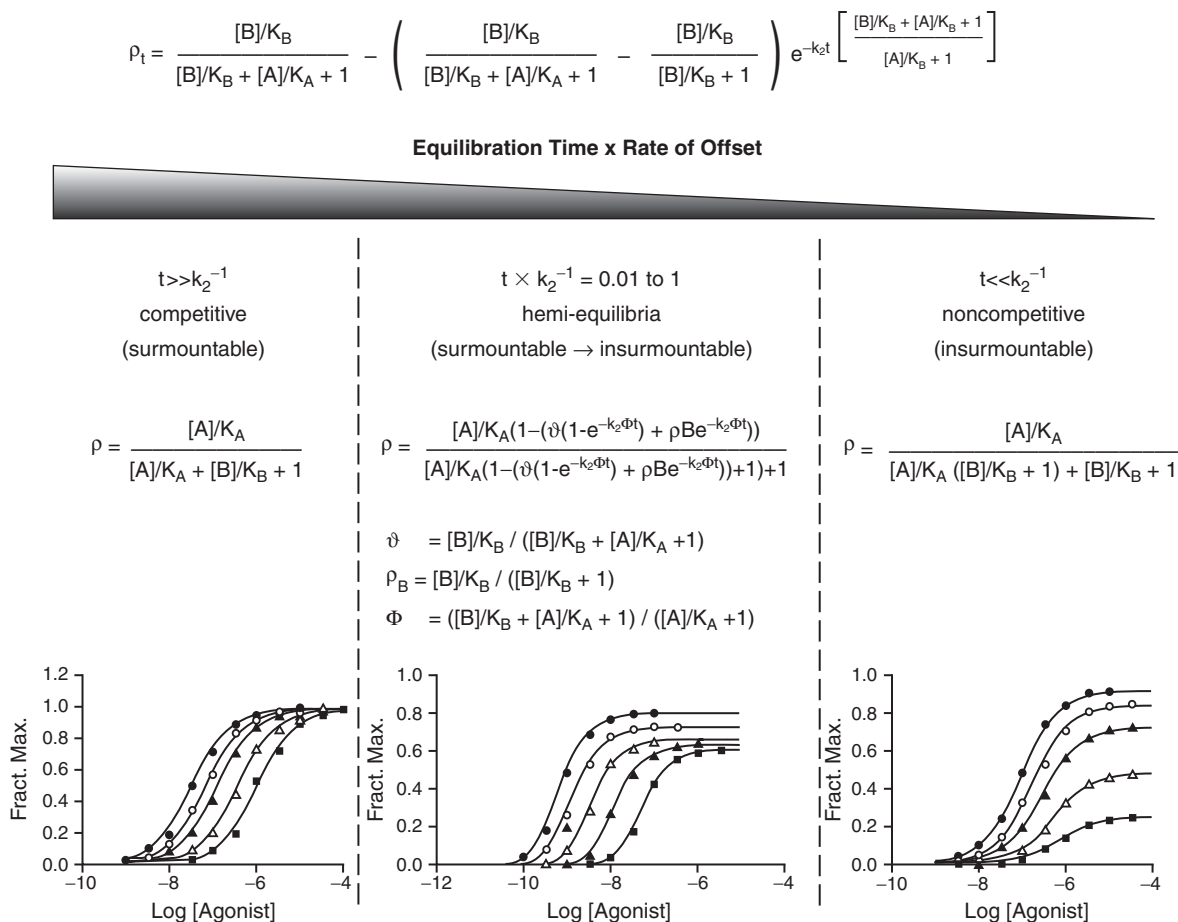 ρt = [B]/KB / [B]/KB + [A]/KA + 1 – ( [B]/KB / [B]/KB + [A]/KA + 1 – [B]/KB / [B]/KB + 1 ) e–k2t [ [B]/KB + [A]/KB + 1 / [A]/KB + 1 ]
Equilibration Time x Rate of Offset
t>>k2–1
competitive
(surmountable)
ρ = [A]/KA / [A]/KA + [B]/KB + 1
t × k2–1 = 0.01 to 1
hemi-equilibria
(surmountable → insurmountable)
ρ = [A]/KA(1–(ϑ(1-e–k2Φt) + ρBe–k2Φt)) / [A]/KA(1–(ϑ(1-e–k2Φt) + ρBe–k2Φt))+1)+1
ϑ = [B]/KB / ([B]/KB + [A]/KA +1)
ρB = [B]/KB / ([B]/KB + 1)
Φ = ([B]/KB + [A]/KA + 1) / ([A]/KA +1)
t<<k2–1
noncompetitive
(insurmountable)
ρ = [A]/KA / [A]/KA ([B]/KB + 1) + [B]/KB + 1
Fract. Max.
1.2
1.0
0.8
0.6
0.4
0.2
0.0
–10
–8
–6
–4
Log [Agonist]
Fract. Max.
1.0
0.8
0.6
0.4
0.2
0.0
–12
–10
–8
–6
–4
Log [Agonist]
Fract. Max.
1.0
0.8
0.6
0.4
0.2
0.0
–10
–8
–6
–4
Log [Agonist]